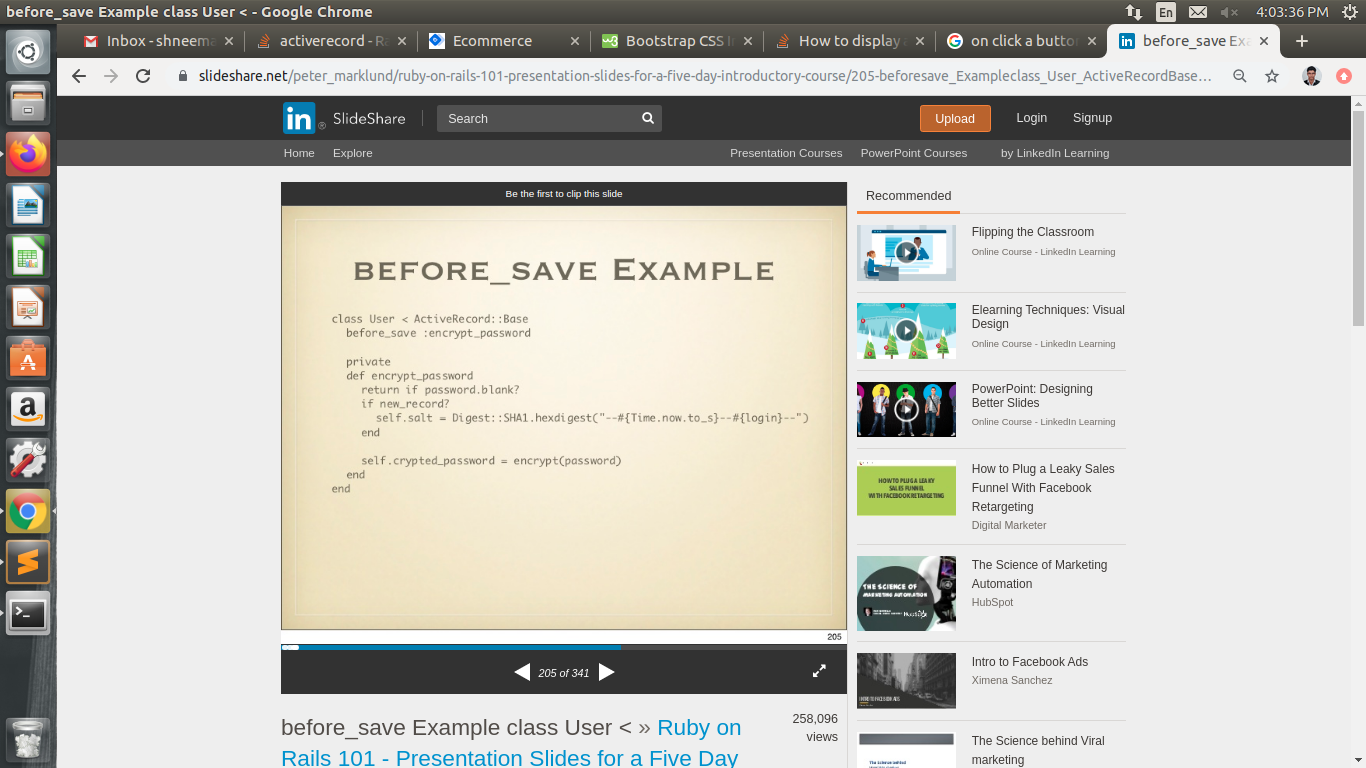 before_save Example class User < - Google Chrome
En
4:03:36 PM
Inbox - shneema
activerecord - Ra
Ecommerce
Bootstrap CSS I
How to display a
on click a button
before_save Exa
slideshare.net/peter_marklund/ruby-on-rails-101-presentation-slides-for-a-five-day-introductory-course/205-beforesave_Exampleclass_User_ActiveRecordBase...
in
SlideShare
Search
Upload
Login
Signup
Home
Explore
Presentation Courses
PowerPoint Courses
by LinkedIn Learning
Be the first to clip this slide
BEFORE_SAVE EXAMPLE
class User < ActiveRecord::Base
before_save :encrypt_password
private
def encrypt_password
return if password.blank?
if new_record?
self.salt = Digest::SHA1.hexdigest("--#{Time.now.to_s}--#{login}--")
end
self.crypted_password = encrypt(password)
end
end
205
205 of 341
before_save Example class User < » Ruby on
Rails 101 - Presentation Slides for a Five Day
258,096
views
Recommended
Flipping the Classroom
Online Course - LinkedIn Learning
Elearning Techniques: Visual
Design
Online Course - LinkedIn Learning
PowerPoint: Designing
Better Slides
Online Course - LinkedIn Learning
HOW TO PLUG A LEAKY
SALES FUNNEL
WITH FACEBOOK RETARGETING
How to Plug a Leaky Sales
Funnel With Facebook
Retargeting
Digital Marketer
THE SCIENCE OF
MARKETING AUTOMATION
HubSpot
The Science of Marketing
Automation
HubSpot
INTRO TO FACEBOOK ADS
Intro to Facebook Ads
Ximena Sanchez
The Science behind
The Science behind Viral
marketing